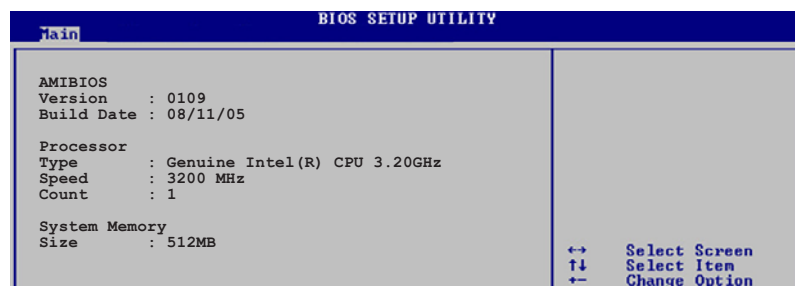 BIOS SETUP UTILITY
Main
AMIBIOS
Version : 0109
Build Date : 08/11/05
Processor
Type : Genuine Intel(R) CPU 3.20GHz
Speed : 3200 MHz
Count : 1
System Memory
Size : 512MB
↔ Select Screen
↑↓ Select Item
+- Change Option